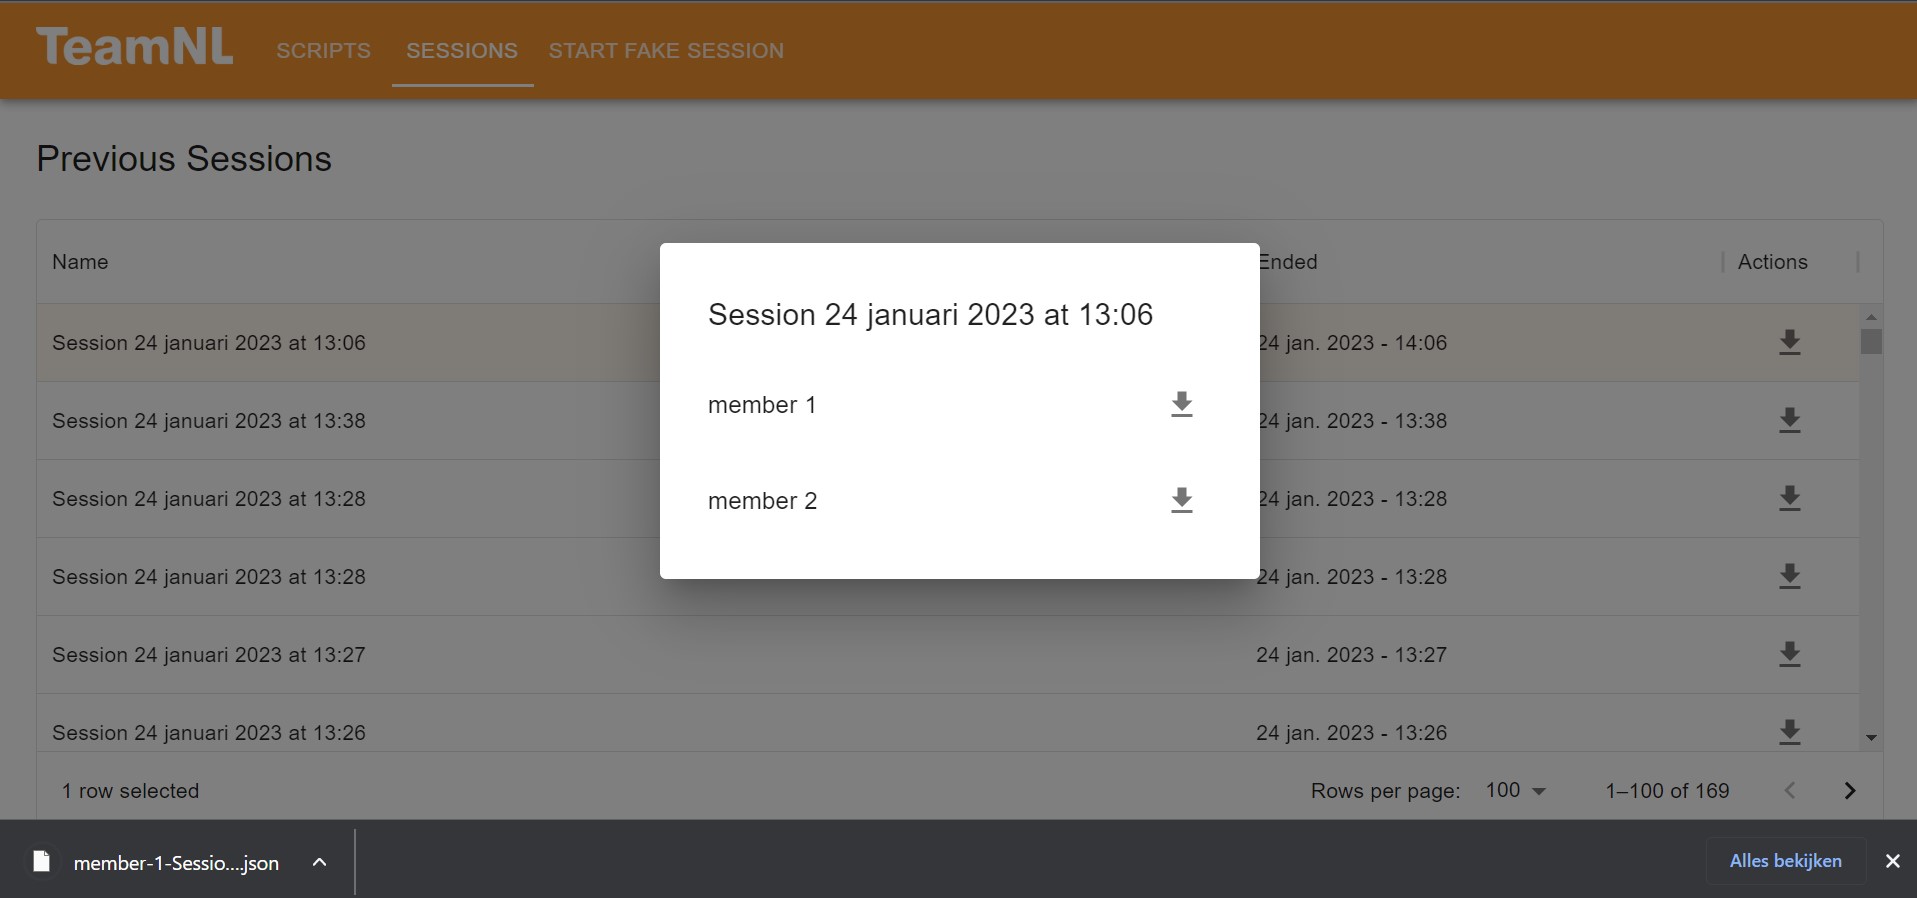 TeamNL SCRIPTS SESSIONS START FAKE SESSION
Previous Sessions
Name Ended Actions
Session 24 januari 2023 at 13:06 24 jan. 2023 - 14:06
Session 24 januari 2023 at 13:38 24 jan. 2023 - 13:38
Session 24 januari 2023 at 13:28 24 jan. 2023 - 13:28
Session 24 januari 2023 at 13:28 24 jan. 2023 - 13:28
Session 24 januari 2023 at 13:27 24 jan. 2023 - 13:27
Session 24 januari 2023 at 13:26 24 jan. 2023 - 13:26
Session 24 januari 2023 at 13:06
member 1
member 2
1 row selected Rows per page: 100 1–100 of 169
member-1-Sessio....json Alles bekijken